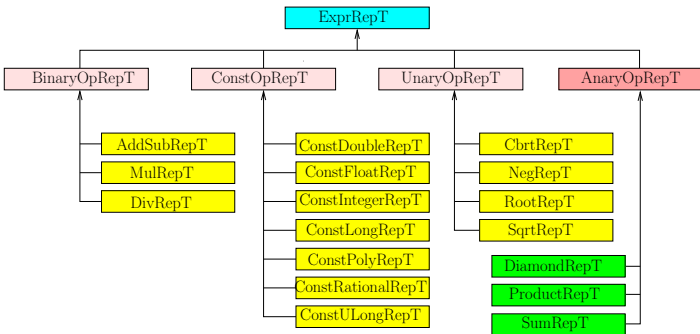 ExprRepT
BinaryOpRepT
ConstOpRepT
UnaryOpRepT
AnaryOpRepT
AddSubRepT
MulRepT
DivRepT
ConstDoubleRepT
ConstFloatRepT
ConstIntegerRepT
ConstLongRepT
ConstPolyRepT
ConstRationalRepT
ConstULongRepT
CbrtRepT
NegRepT
RootRepT
SqrtRepT
DiamondRepT
ProductRepT
SumRepT